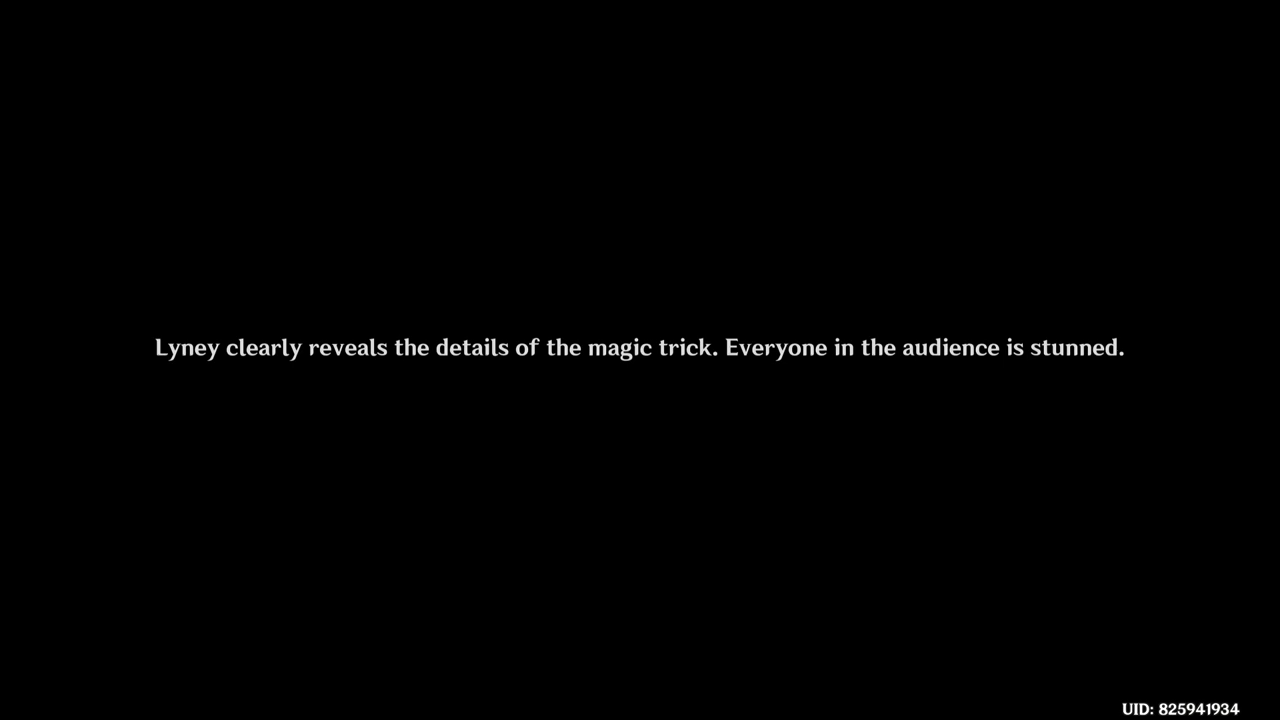 Lyney clearly reveals the details of the magic trick. Everyone in the audience is stunned.
UID: 825941934